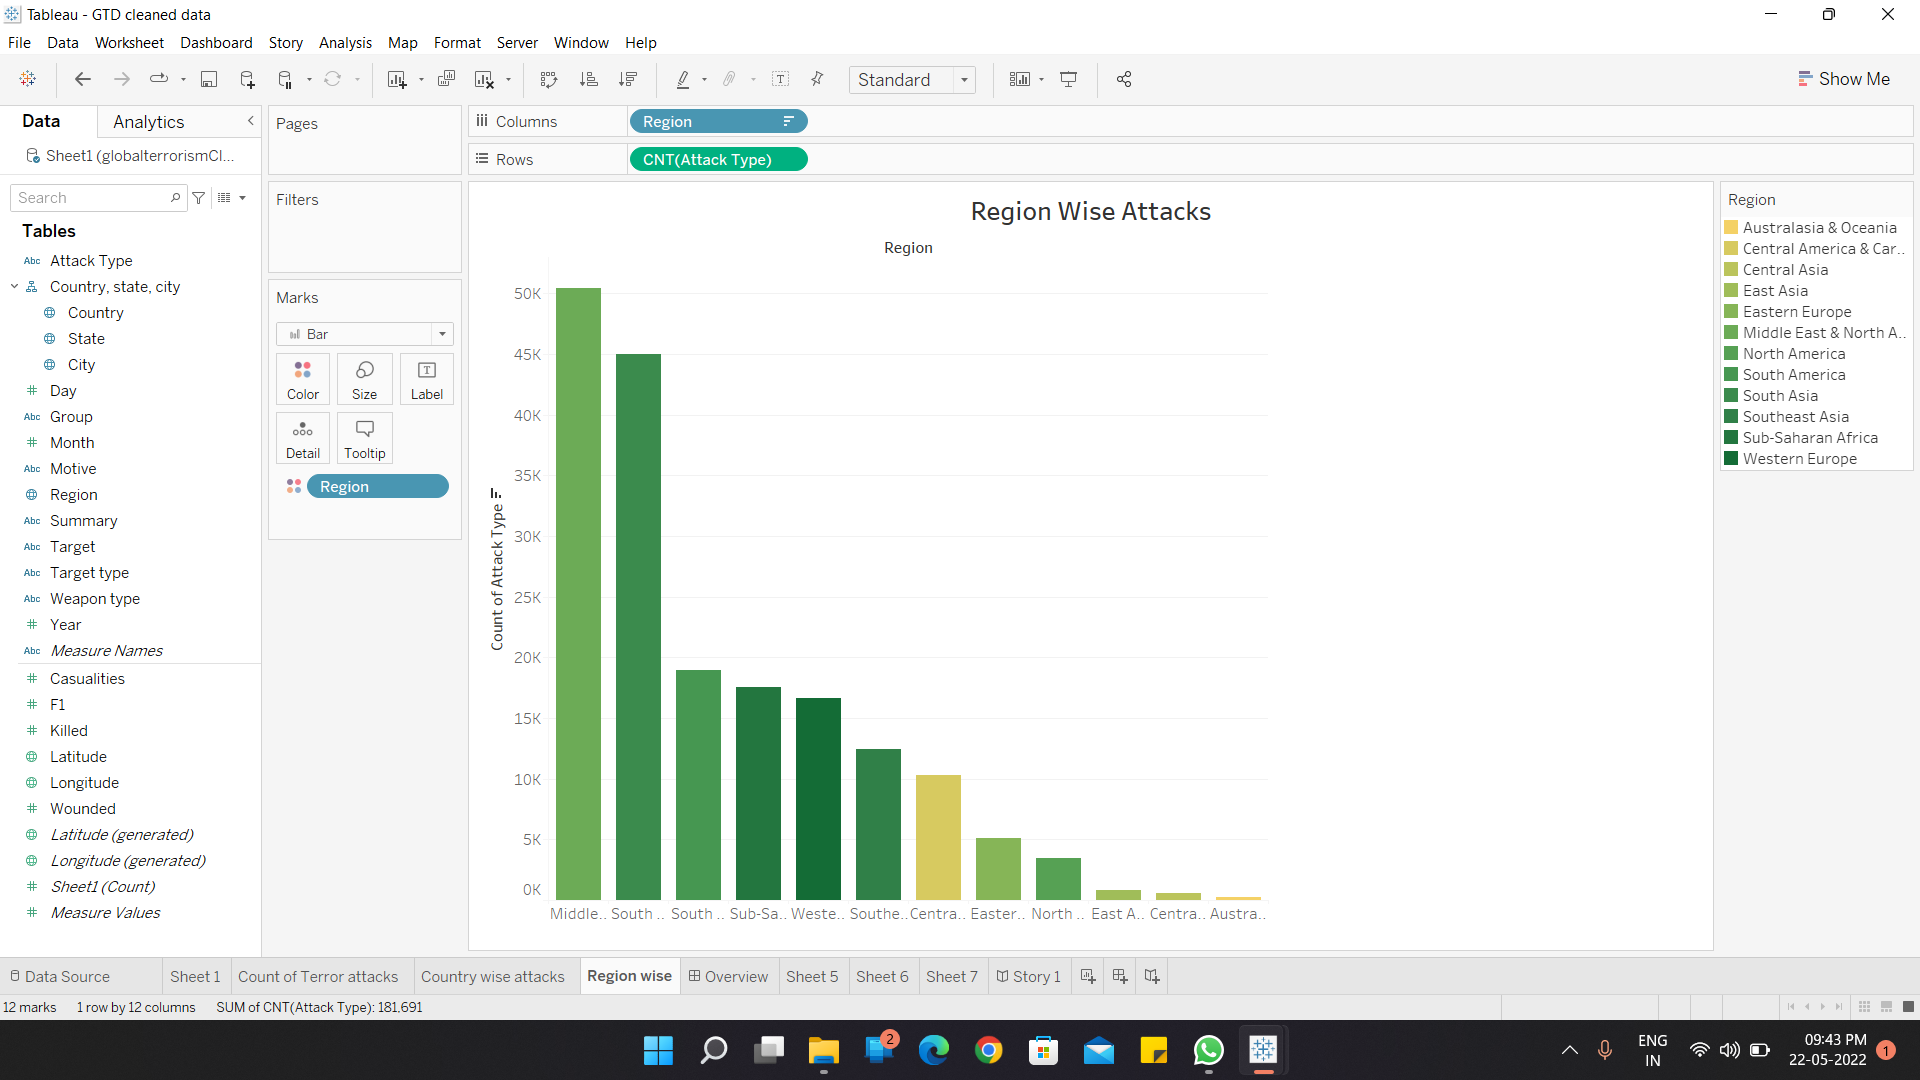 Tableau - GTD cleaned data
File Data Worksheet Dashboard Story Analysis Map Format Server Window Help
Standard
Show Me
Data
Analytics
Sheet1 (globalterrorismCl...
Search
Tables
Abc Attack Type
Country, state, city
Country
State
City
# Day
Abc Group
# Month
Abc Motive
Region
Abc Summary
Abc Target
Abc Target type
Abc Weapon type
# Year
Abc Measure Names
# Casualities
# F1
# Killed
Latitude
Longitude
# Wounded
Latitude (generated)
Longitude (generated)
# Sheet1 (Count)
# Measure Values
Pages
Filters
Marks
Bar
Color Size Label
Detail Tooltip
Region
Columns Region
Rows CNT(Attack Type)
Region Wise Attacks
Region
50K
45K
40K
35K
30K
25K
20K
15K
10K
5K
0K
Count of Attack Type
Middle.. South .. South .. Sub-Sa.. Weste.. Southe.. Centra.. Easter.. North .. East A.. Centra.. Austra..
Region
Australasia & Oceania
Central America & Car..
Central Asia
East Asia
Eastern Europe
Middle East & North A..
North America
South America
South Asia
Southeast Asia
Sub-Saharan Africa
Western Europe
Data Source Sheet 1 Count of Terror attacks Country wise attacks Region wise Overview Sheet 5 Sheet 6 Sheet 7 Story 1
12 marks 1 row by 12 columns SUM of CNT(Attack Type): 181,691
2
ENG
IN
09:43 PM
22-05-2022
1